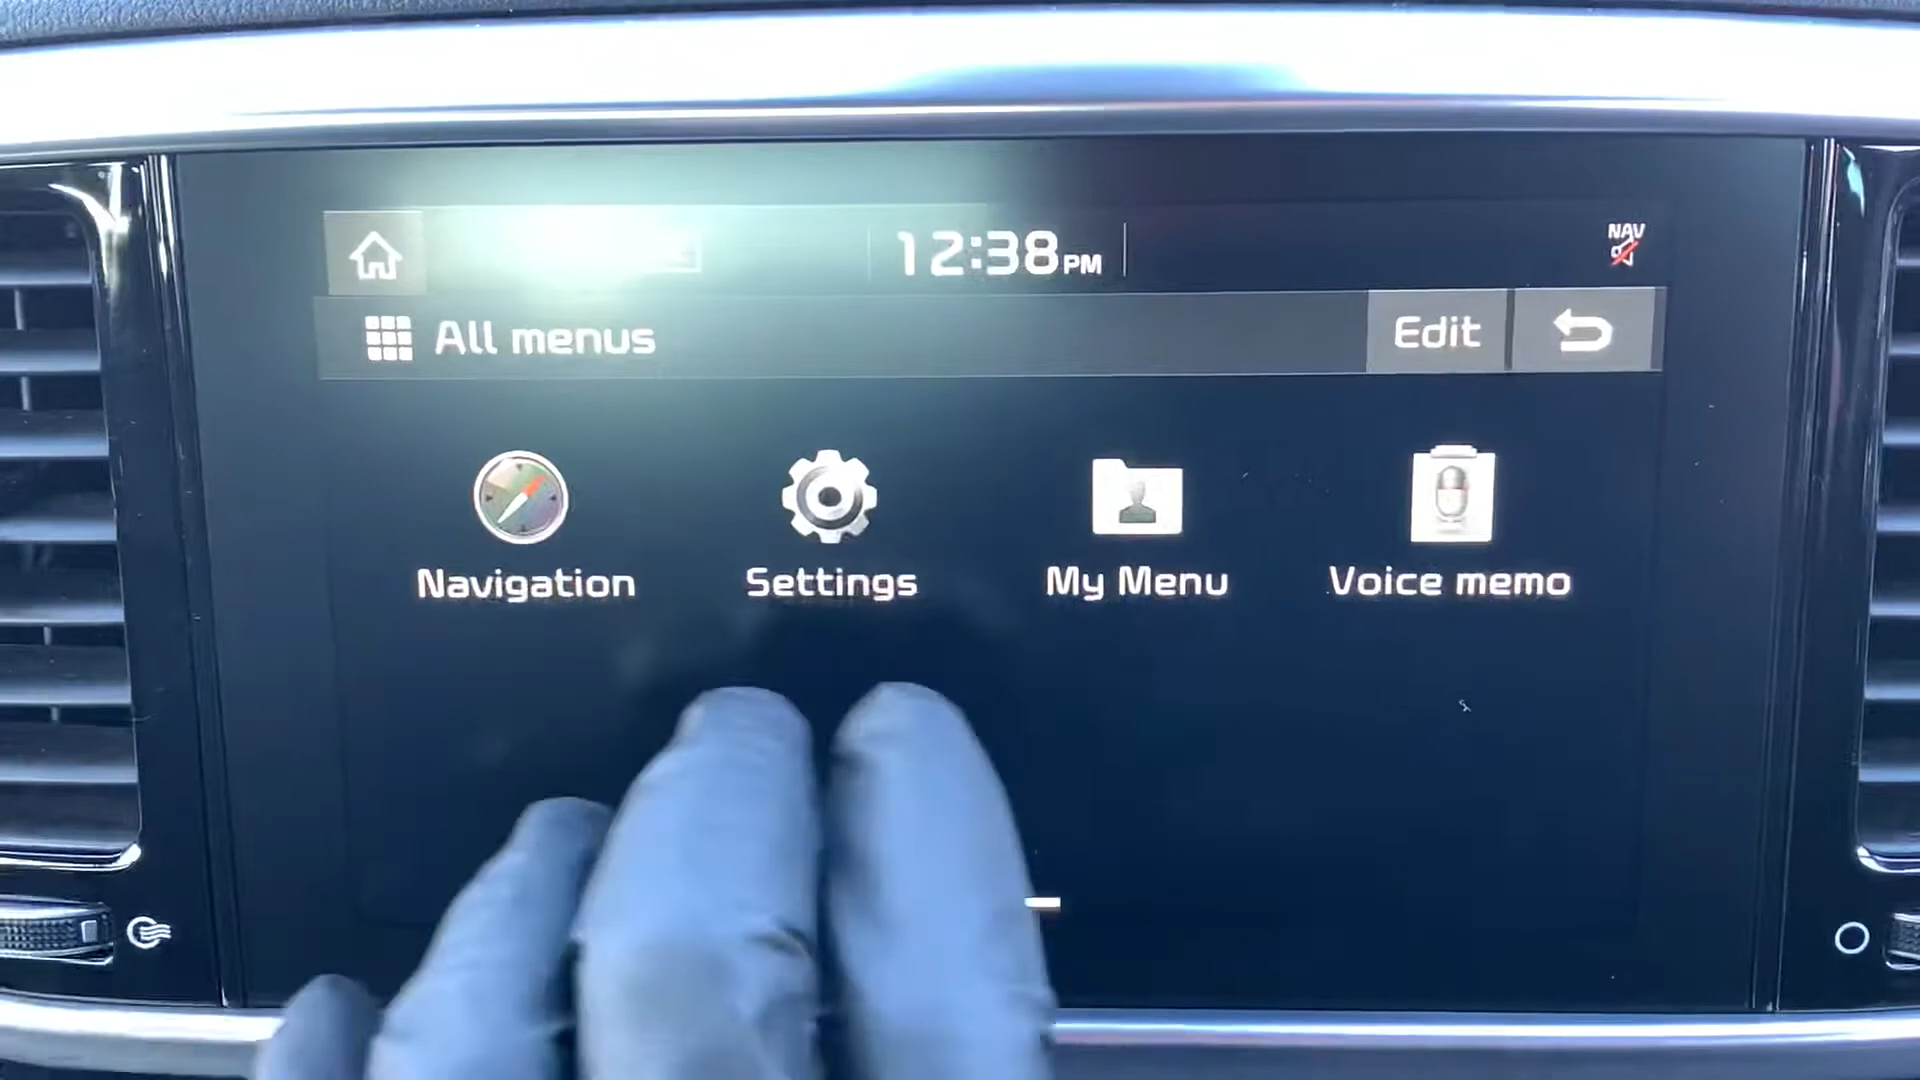 12:38PM
NAV
All menus
Edit
Navigation
Settings
My Menu
Voice memo